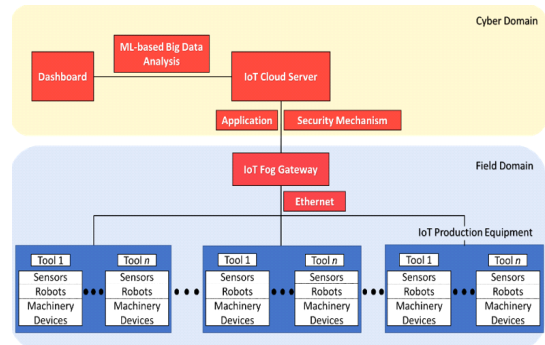 Cyber Domain
ML-based Big Data
Analysis
Dashboard
IoT Cloud Server
Application
Security Mechanism
IoT Fog Gateway
Field Domain
Ethernet
IoT Production Equipment
Tool 1
Tool n
Tool 1
Tool n
Tool 1
Tool n
Sensors
Sensors
Sensors
Sensors
Sensors
Sensors
Robots
Robots
Robots
Robots
Robots
Robots
Machinery
Machinery
Machinery
Machinery
Machinery
Machinery
Devices
Devices
Devices
Devices
Devices
Devices